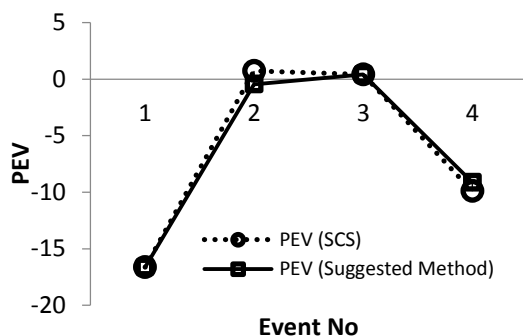 5
0
-5
-10
-15
-20
PEV
1 2 3 4
PEV (SCS)
PEV (Suggested Method)
Event No